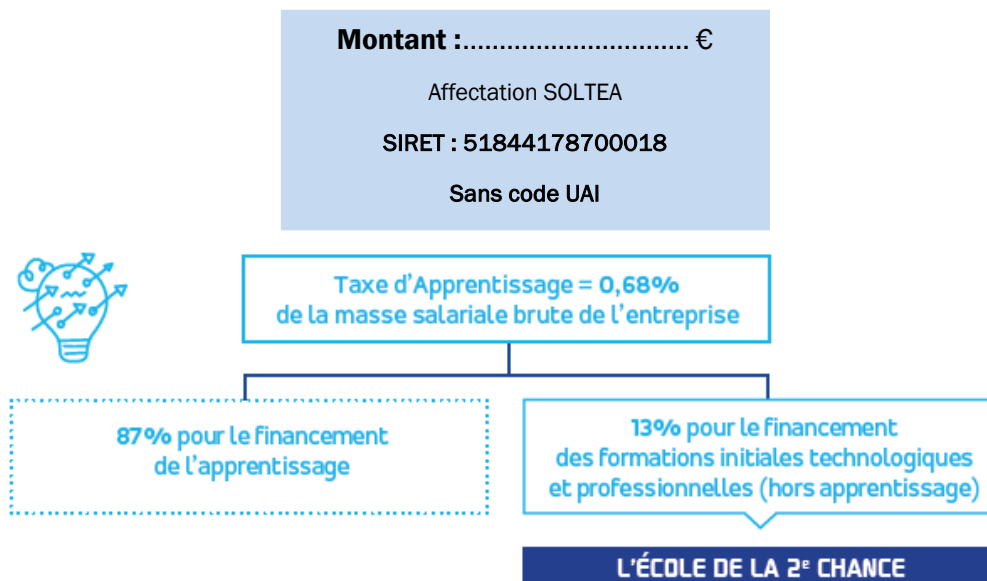 Montant :............................... €
Affectation SOLTEA
SIRET : 51844178700018
Sans code UAI
Taxe d'Apprentissage = 0,68%
de la masse salariale brute de l'entreprise
87% pour le financement
de l'apprentissage
13% pour le financement
des formations initiales technologiques
et professionnelles (hors apprentissage)
L'ÉCOLE DE LA 2ᵉ CHANCE